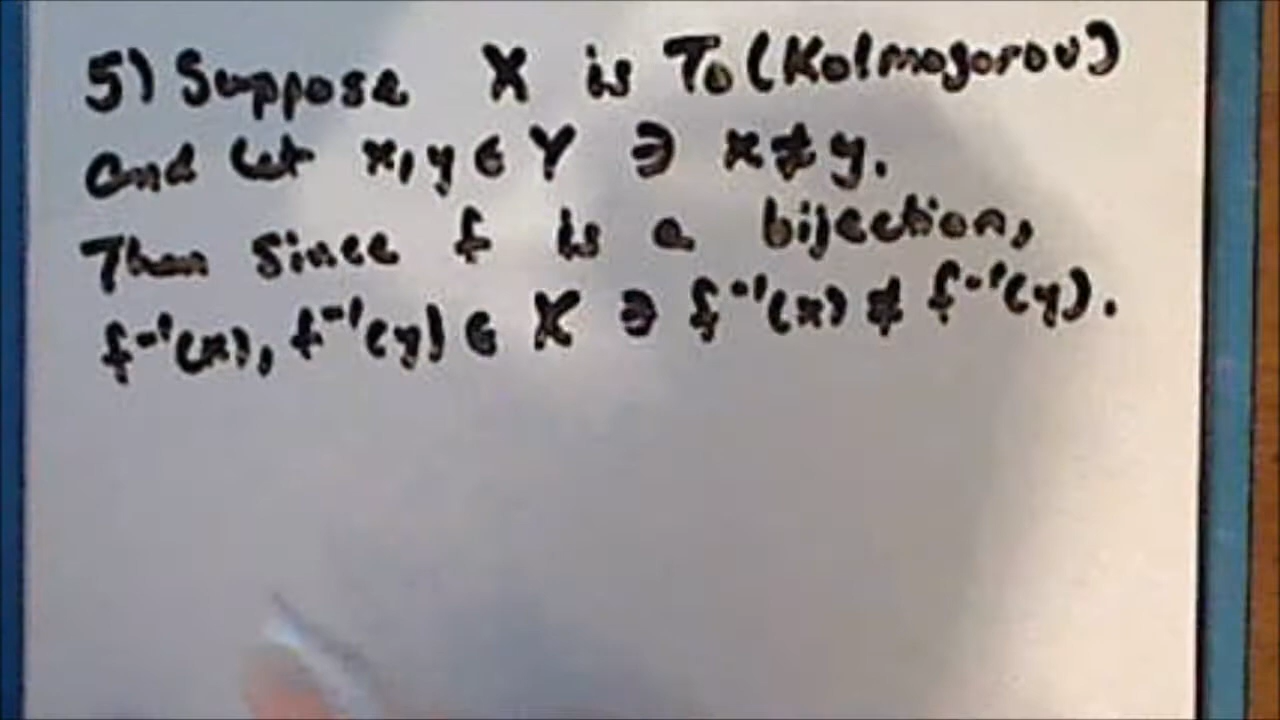 5) Suppose X is T₀ (Kolmogorov)
and let x, y ∈ Y ∋ x ≠ y.
Then since f is a bijection,
f⁻¹(x), f⁻¹(y) ∈ X ∋ f⁻¹(x) ≠ f⁻¹(y).